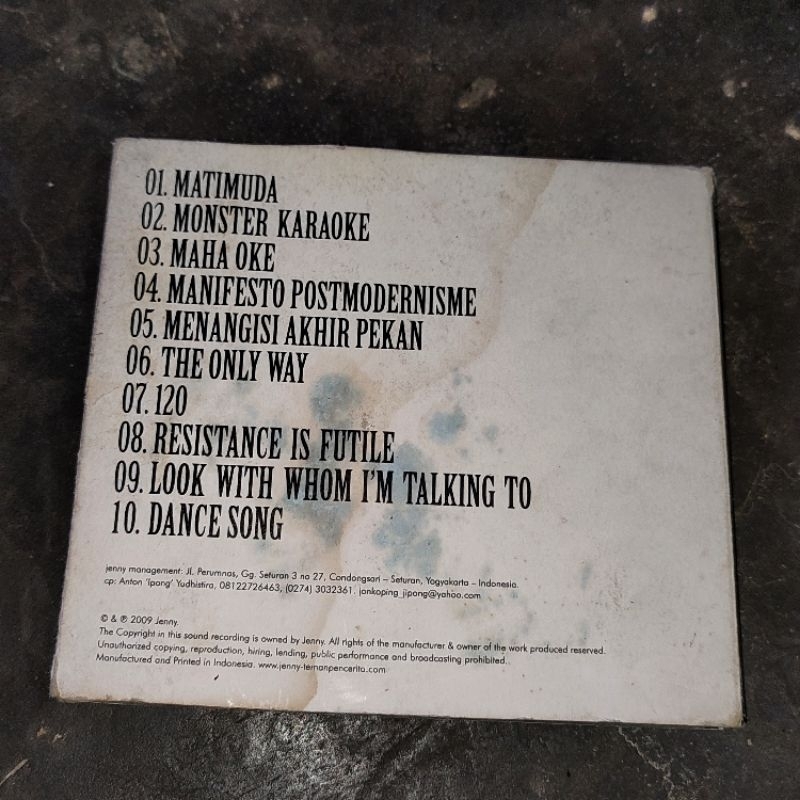 01. MATIMUDA
02. MONSTER KARAOKE
03. MAHA OKE
04. MANIFESTO POSTMODERNISME
05. MENANGISI AKHIR PEKAN
06. THE ONLY WAY
07. 120
08. RESISTANCE IS FUTILE
09. LOOK WITH WHOM I'M TALKING TO
10. DANCE SONG
jenny management: Jl. Perumnas, Gg. Seturan 3 no 27, Condongsari – Seturan, Yogyakarta – Indonesia.
cp: Anton 'Ipang' Yudhistira, 08122726463, (0274) 3032361. jankoping_jipang@yahoo.com
© & ℗ 2009 Jenny.
The Copyright in this sound recording is owned by Jenny. All rights of the manufacturer & owner of the work produced reserved.
Unauthorized copying, reproduction, hiring, lending, public performance and broadcasting prohibited.
Manufactured and Printed in Indonesia. www.jenny-temanpencerita.com